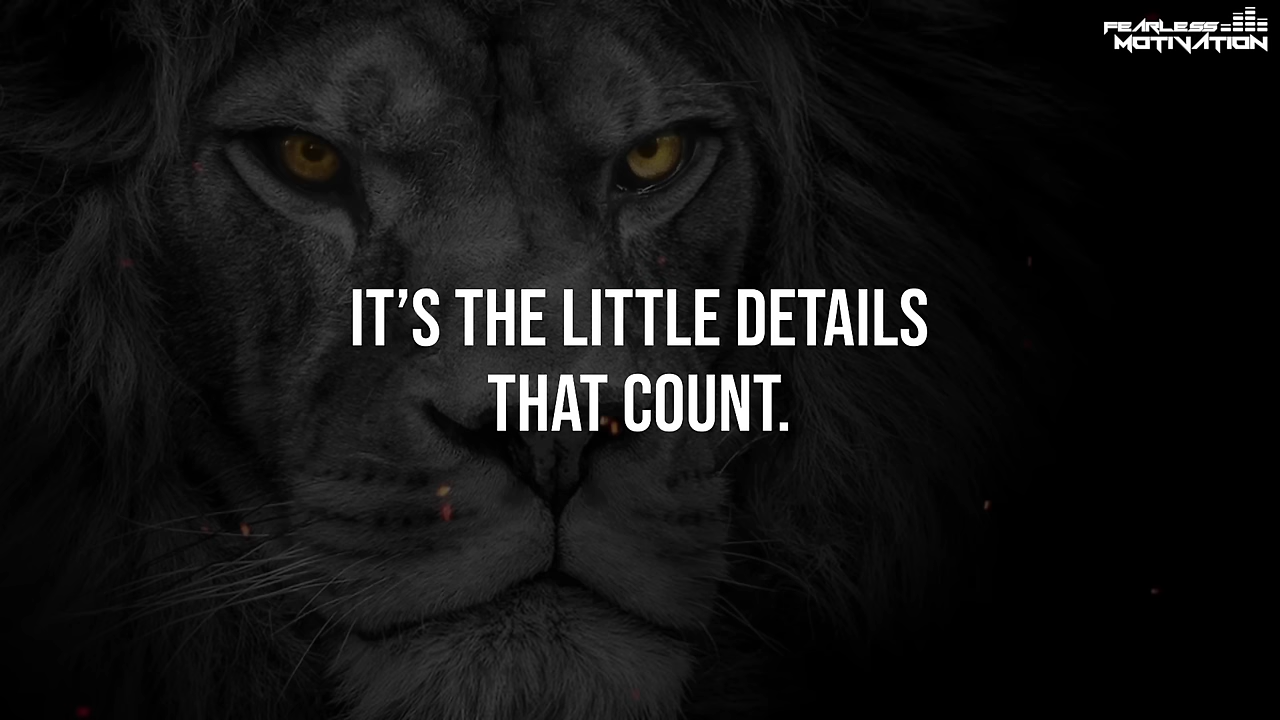 FEARLESS
MOTIVATION
IT’S THE LITTLE DETAILS
THAT COUNT.